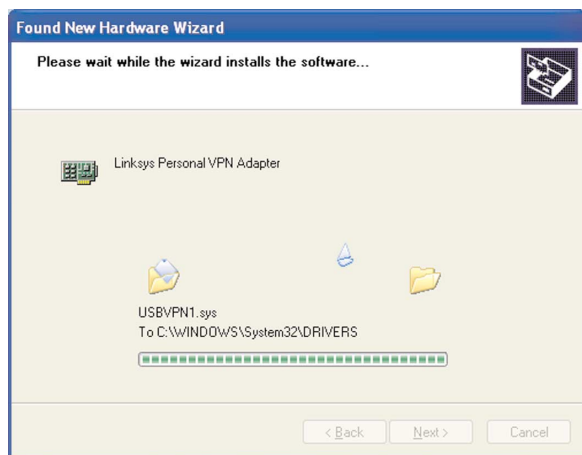 Found New Hardware Wizard
Please wait while the wizard installs the software...
Linksys Personal VPN Adapter
USBVPN1.sys
To C:\WINDOWS\System32\DRIVERS
< Back Next > Cancel